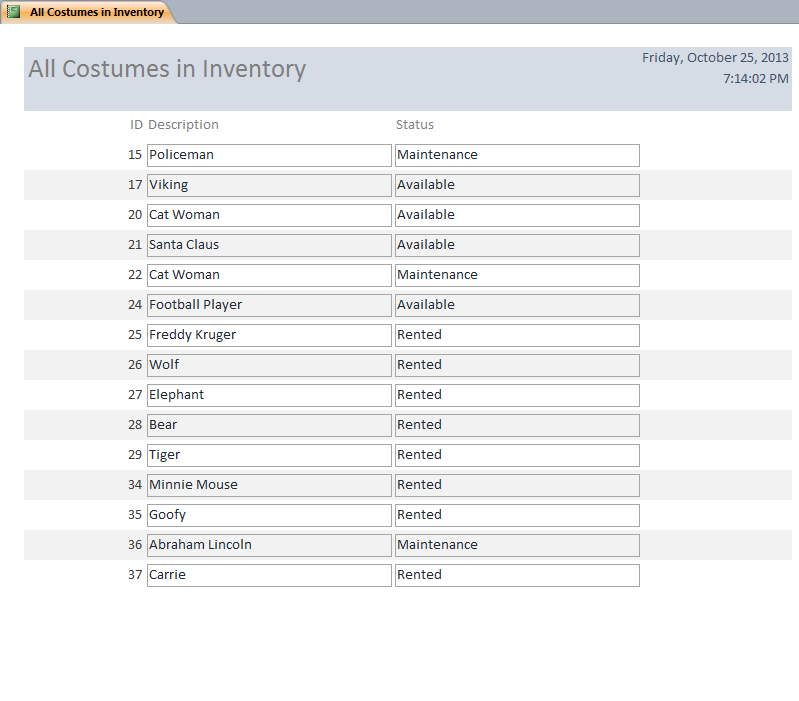 All Costumes in Inventory
All Costumes in Inventory
Friday, October 25, 2013
7:14:02 PM
ID Description Status
15 Policeman Maintenance
17 Viking Available
20 Cat Woman Available
21 Santa Claus Available
22 Cat Woman Maintenance
24 Football Player Available
25 Freddy Kruger Rented
26 Wolf Rented
27 Elephant Rented
28 Bear Rented
29 Tiger Rented
34 Minnie Mouse Rented
35 Goofy Rented
36 Abraham Lincoln Maintenance
37 Carrie Rented